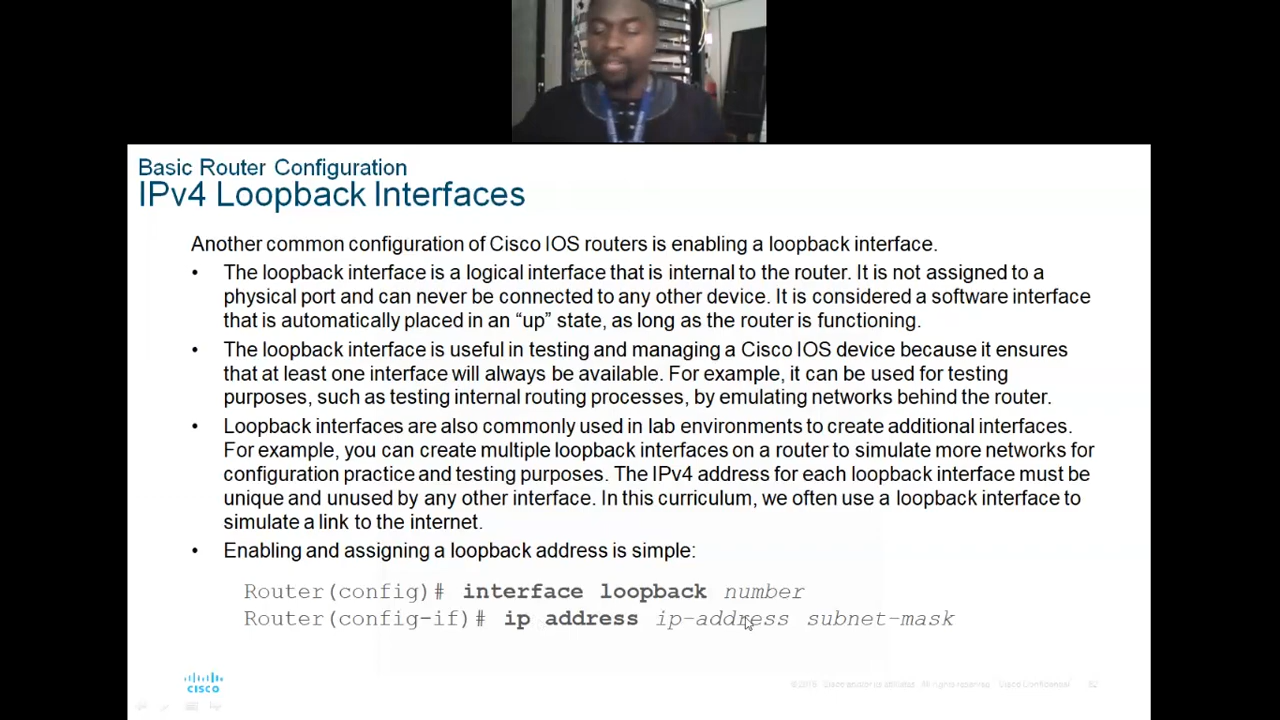 Basic Router Configuration
IPv4 Loopback Interfaces
Another common configuration of Cisco IOS routers is enabling a loopback interface.
• The loopback interface is a logical interface that is internal to the router. It is not assigned to a
physical port and can never be connected to any other device. It is considered a software interface
that is automatically placed in an “up” state, as long as the router is functioning.
• The loopback interface is useful in testing and managing a Cisco IOS device because it ensures
that at least one interface will always be available. For example, it can be used for testing
purposes, such as testing internal routing processes, by emulating networks behind the router.
• Loopback interfaces are also commonly used in lab environments to create additional interfaces.
For example, you can create multiple loopback interfaces on a router to simulate more networks for
configuration practice and testing purposes. The IPv4 address for each loopback interface must be
unique and unused by any other interface. In this curriculum, we often use a loopback interface to
simulate a link to the internet.
• Enabling and assigning a loopback address is simple:
Router(config)# interface loopback number
Router(config-if)# ip address ip-address subnet-mask
CISCO
Cisco Confidential